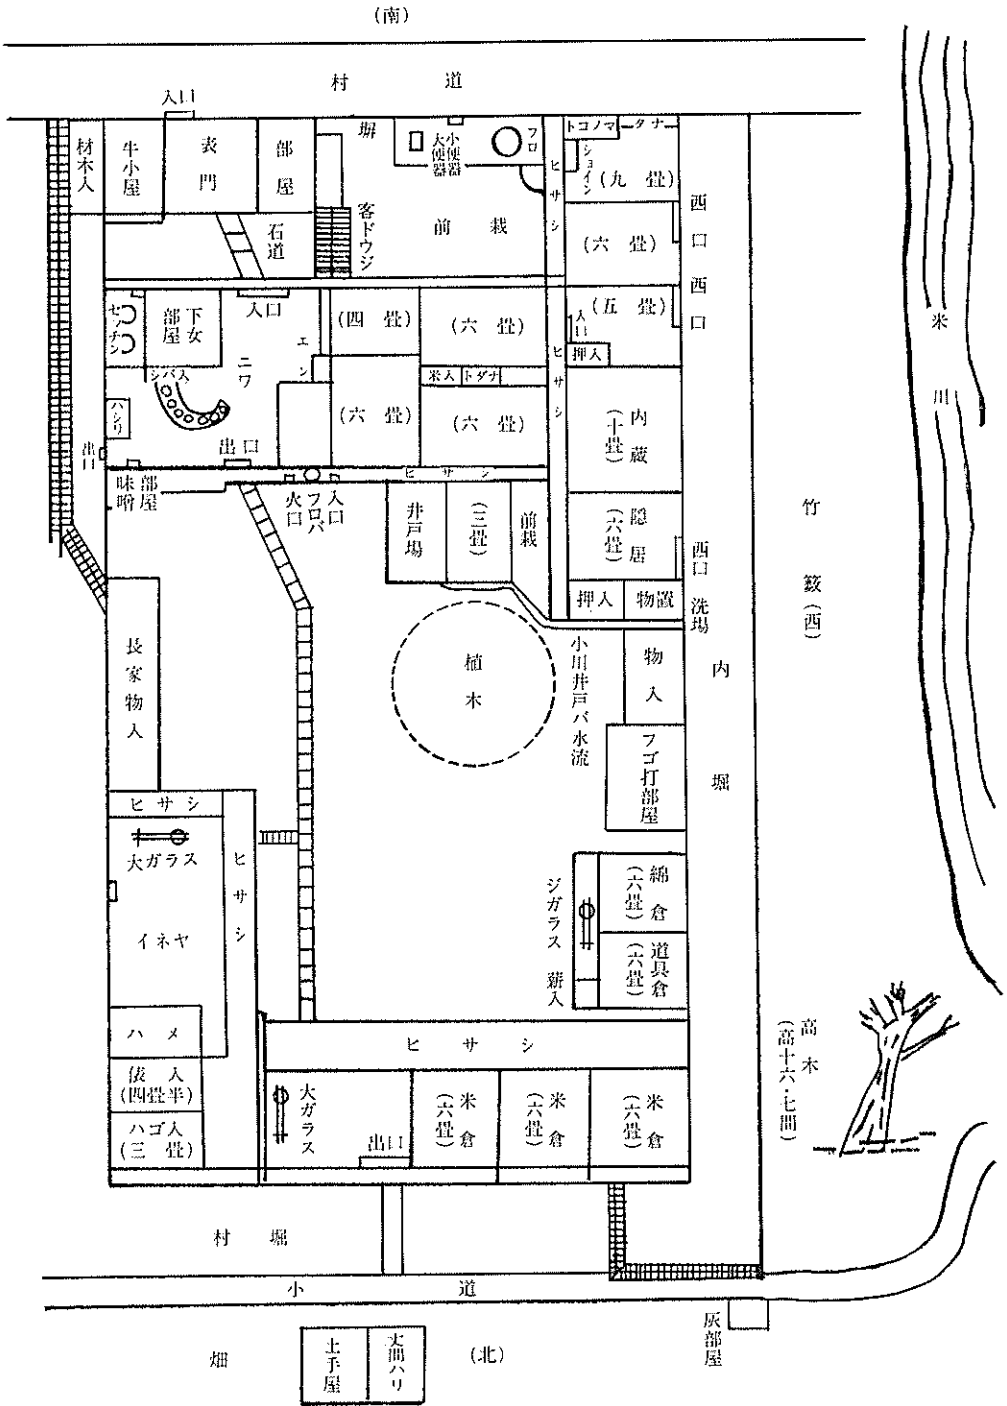 (南)
村道
入口
材木入
牛小屋
表門
部屋
塀
大便器
小便器
フロ
ヒサシ
トコノマ
タナ
ショイン
(九畳)
西口
石道
客ドウジ
前栽
(六畳)
西口
セッチン
下女部屋
入口
ニワ
エン
(四畳)
(六畳)
ヒサシ
入口
(五畳)
押入
米川
シバ入
ハシリ
出口
出口
(六畳)
米入
トダナ
(六畳)
内蔵
(十畳)
味噌部屋
火口
フロバ
入口
ヒサシ
井戸場
(三畳)
前栽
隠居
(六畳)
西口
洗場
竹薮(西)
押入
物置
長家物入
植木
小川井戸バ水流
物入
内堀
フゴ打部屋
ヒサシ
大ガラス
ヒサシ
イネヤ
ジガラス
薪入
綿倉
(六畳)
道具倉
(六畳)
ハメ
俵入
(四畳半)
ハゴ入
(三畳)
ヒサシ
大ガラス
出口
米倉
(六畳)
米倉
(六畳)
米倉
(六畳)
高木
(高十六・七間)
村堀
小道
灰部屋
畑
土手屋
丈間ハリ
(北)